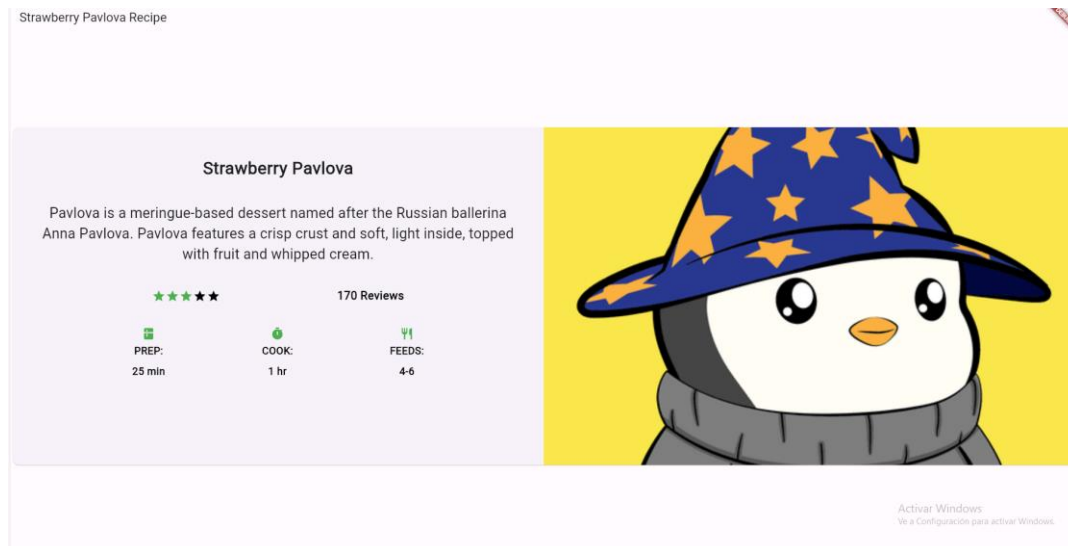 Strawberry Pavlova Recipe
Strawberry Pavlova
Pavlova is a meringue-based dessert named after the Russian ballerina
Anna Pavlova. Pavlova features a crisp crust and soft, light inside, topped
with fruit and whipped cream.
170 Reviews
PREP: COOK: FEEDS:
25 min 1 hr 4-6
Activar Windows
Ve a Configuración para activar Windows.